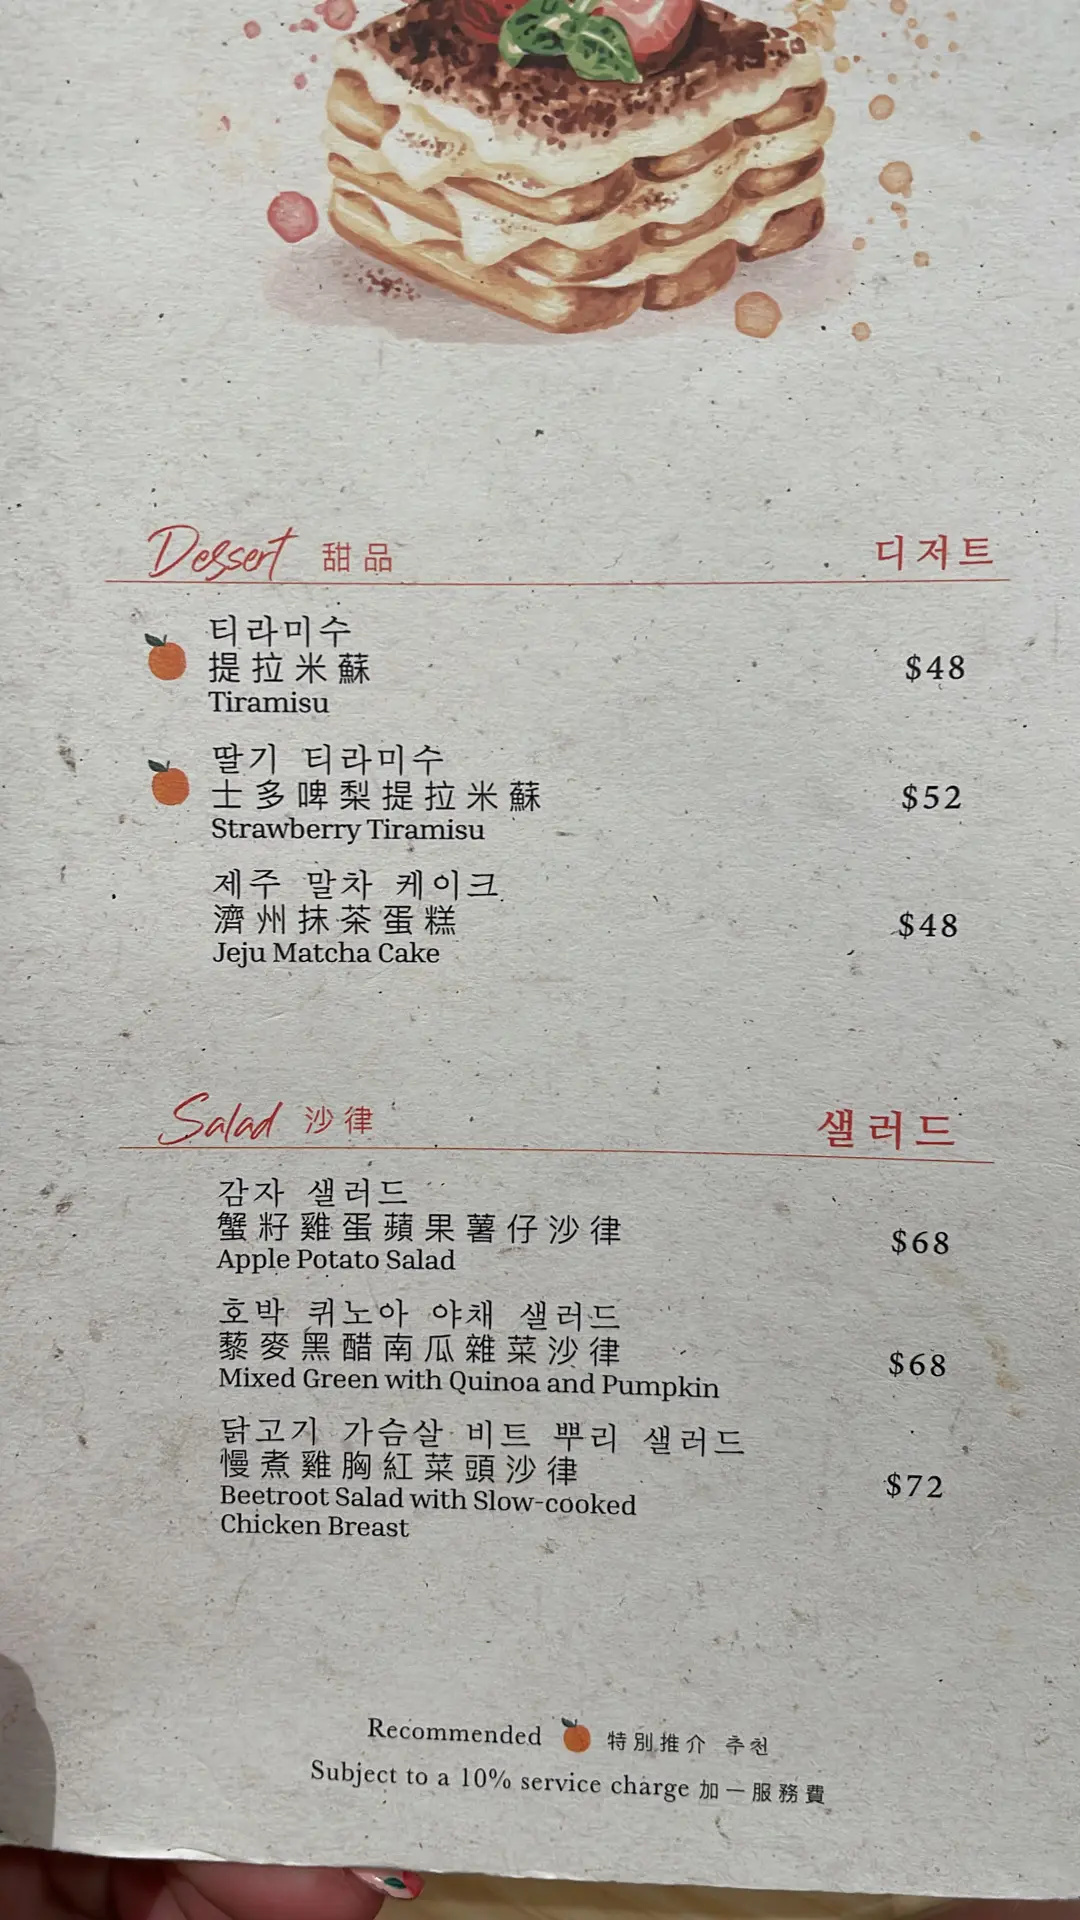 Dessert 甜品 디저트
티라미수
提拉米蘇
Tiramisu
$48
딸기 티라미수
士多啤梨提拉米蘇
Strawberry Tiramisu
$52
제주 말차 케이크
濟州抹茶蛋糕
Jeju Matcha Cake
$48
Salad 沙律 샐러드
감자 샐러드
蟹籽雞蛋蘋果薯仔沙律
Apple Potato Salad
$68
호박 퀴노아 야채 샐러드
藜麥黑醋南瓜雜菜沙律
Mixed Green with Quinoa and Pumpkin
$68
닭고기 가슴살 비트 뿌리 샐러드
慢煮雞胸紅菜頭沙律
Beetroot Salad with Slow-cooked
Chicken Breast
$72
Recommended 特別推介 추천
Subject to a 10% service charge 加一服務費